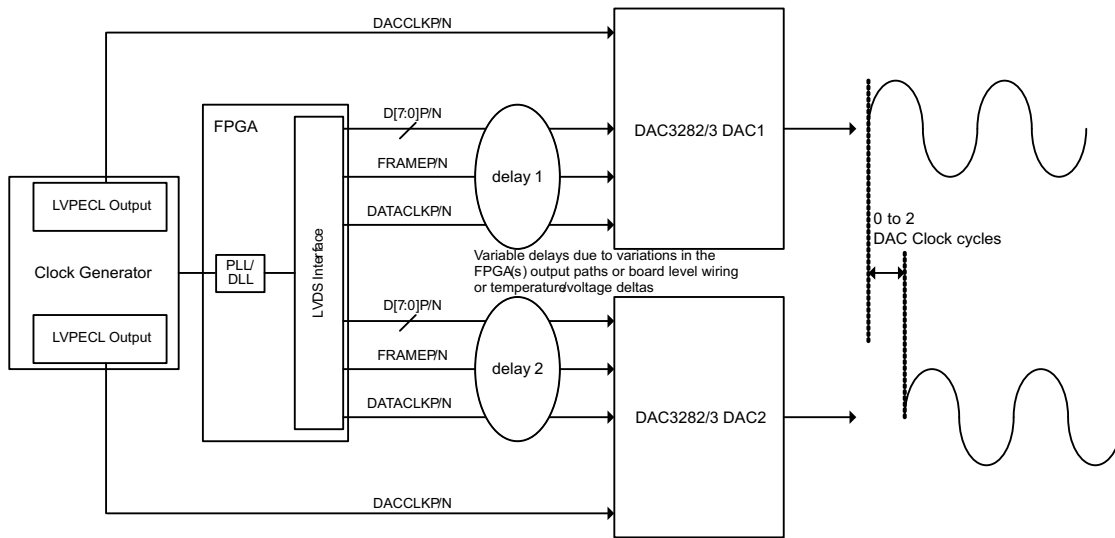 DACCLKP/N
FPGA
D[7:0]P/N
FRAMEP/N
DATACLKP/N
delay 1
DAC3282/3 DAC1
LVPECL Output
Clock Generator
LVPECL Output
PLL/
DLL
LVDS Interface
Variable delays due to variations in the
FPGA(s) output paths or board level wiring
or temperature/voltage deltas
0 to 2
DAC Clock cycles
D[7:0]P/N
FRAMEP/N
DATACLKP/N
delay 2
DAC3282/3 DAC2
DACCLKP/N